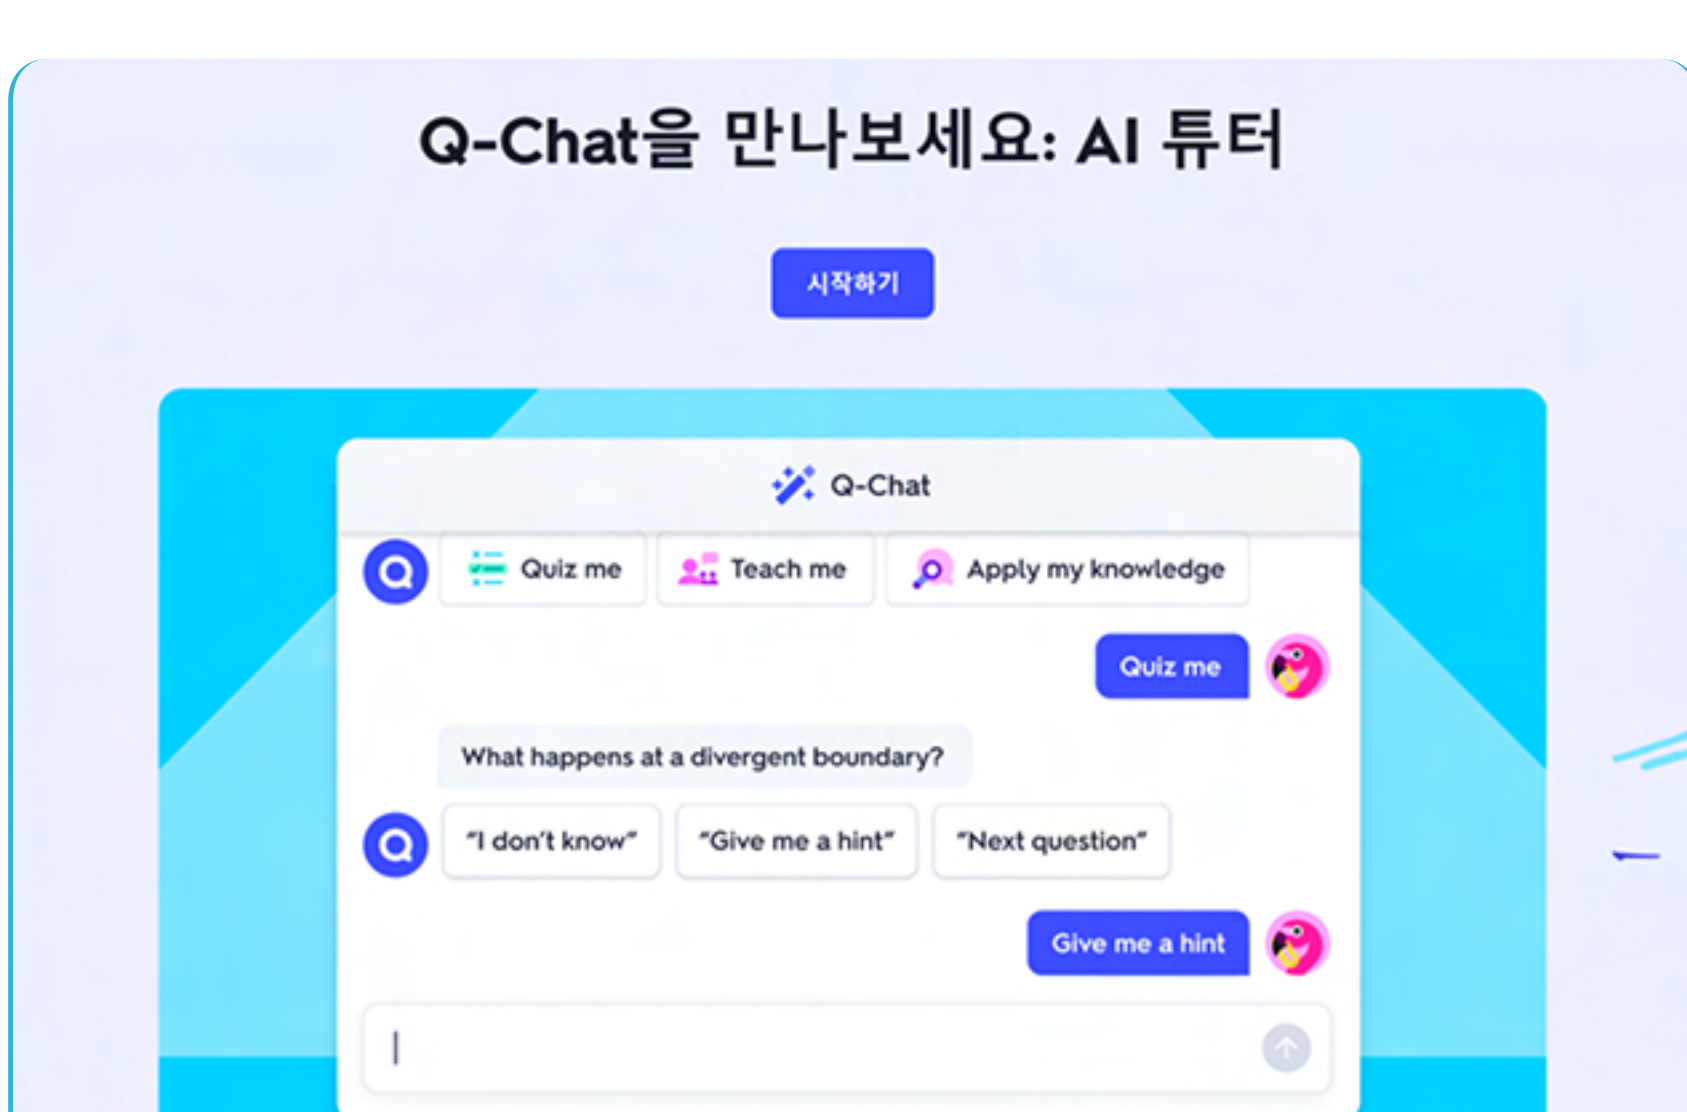 Q-Chat을 만나보세요: AI 튜터
시작하기
Q-Chat
Quiz me
Teach me
Apply my knowledge
Quiz me
What happens at a divergent boundary?
“I don’t know”
“Give me a hint”
“Next question”
Give me a hint